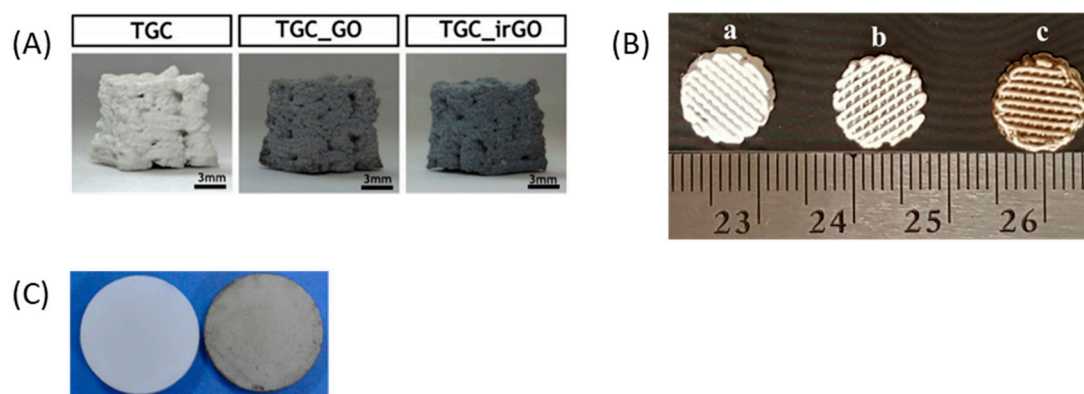 (A)
TGC TGC_GO TGC_irGO
3mm 3mm 3mm
(B)
a b c
23 24 25 26
(C)